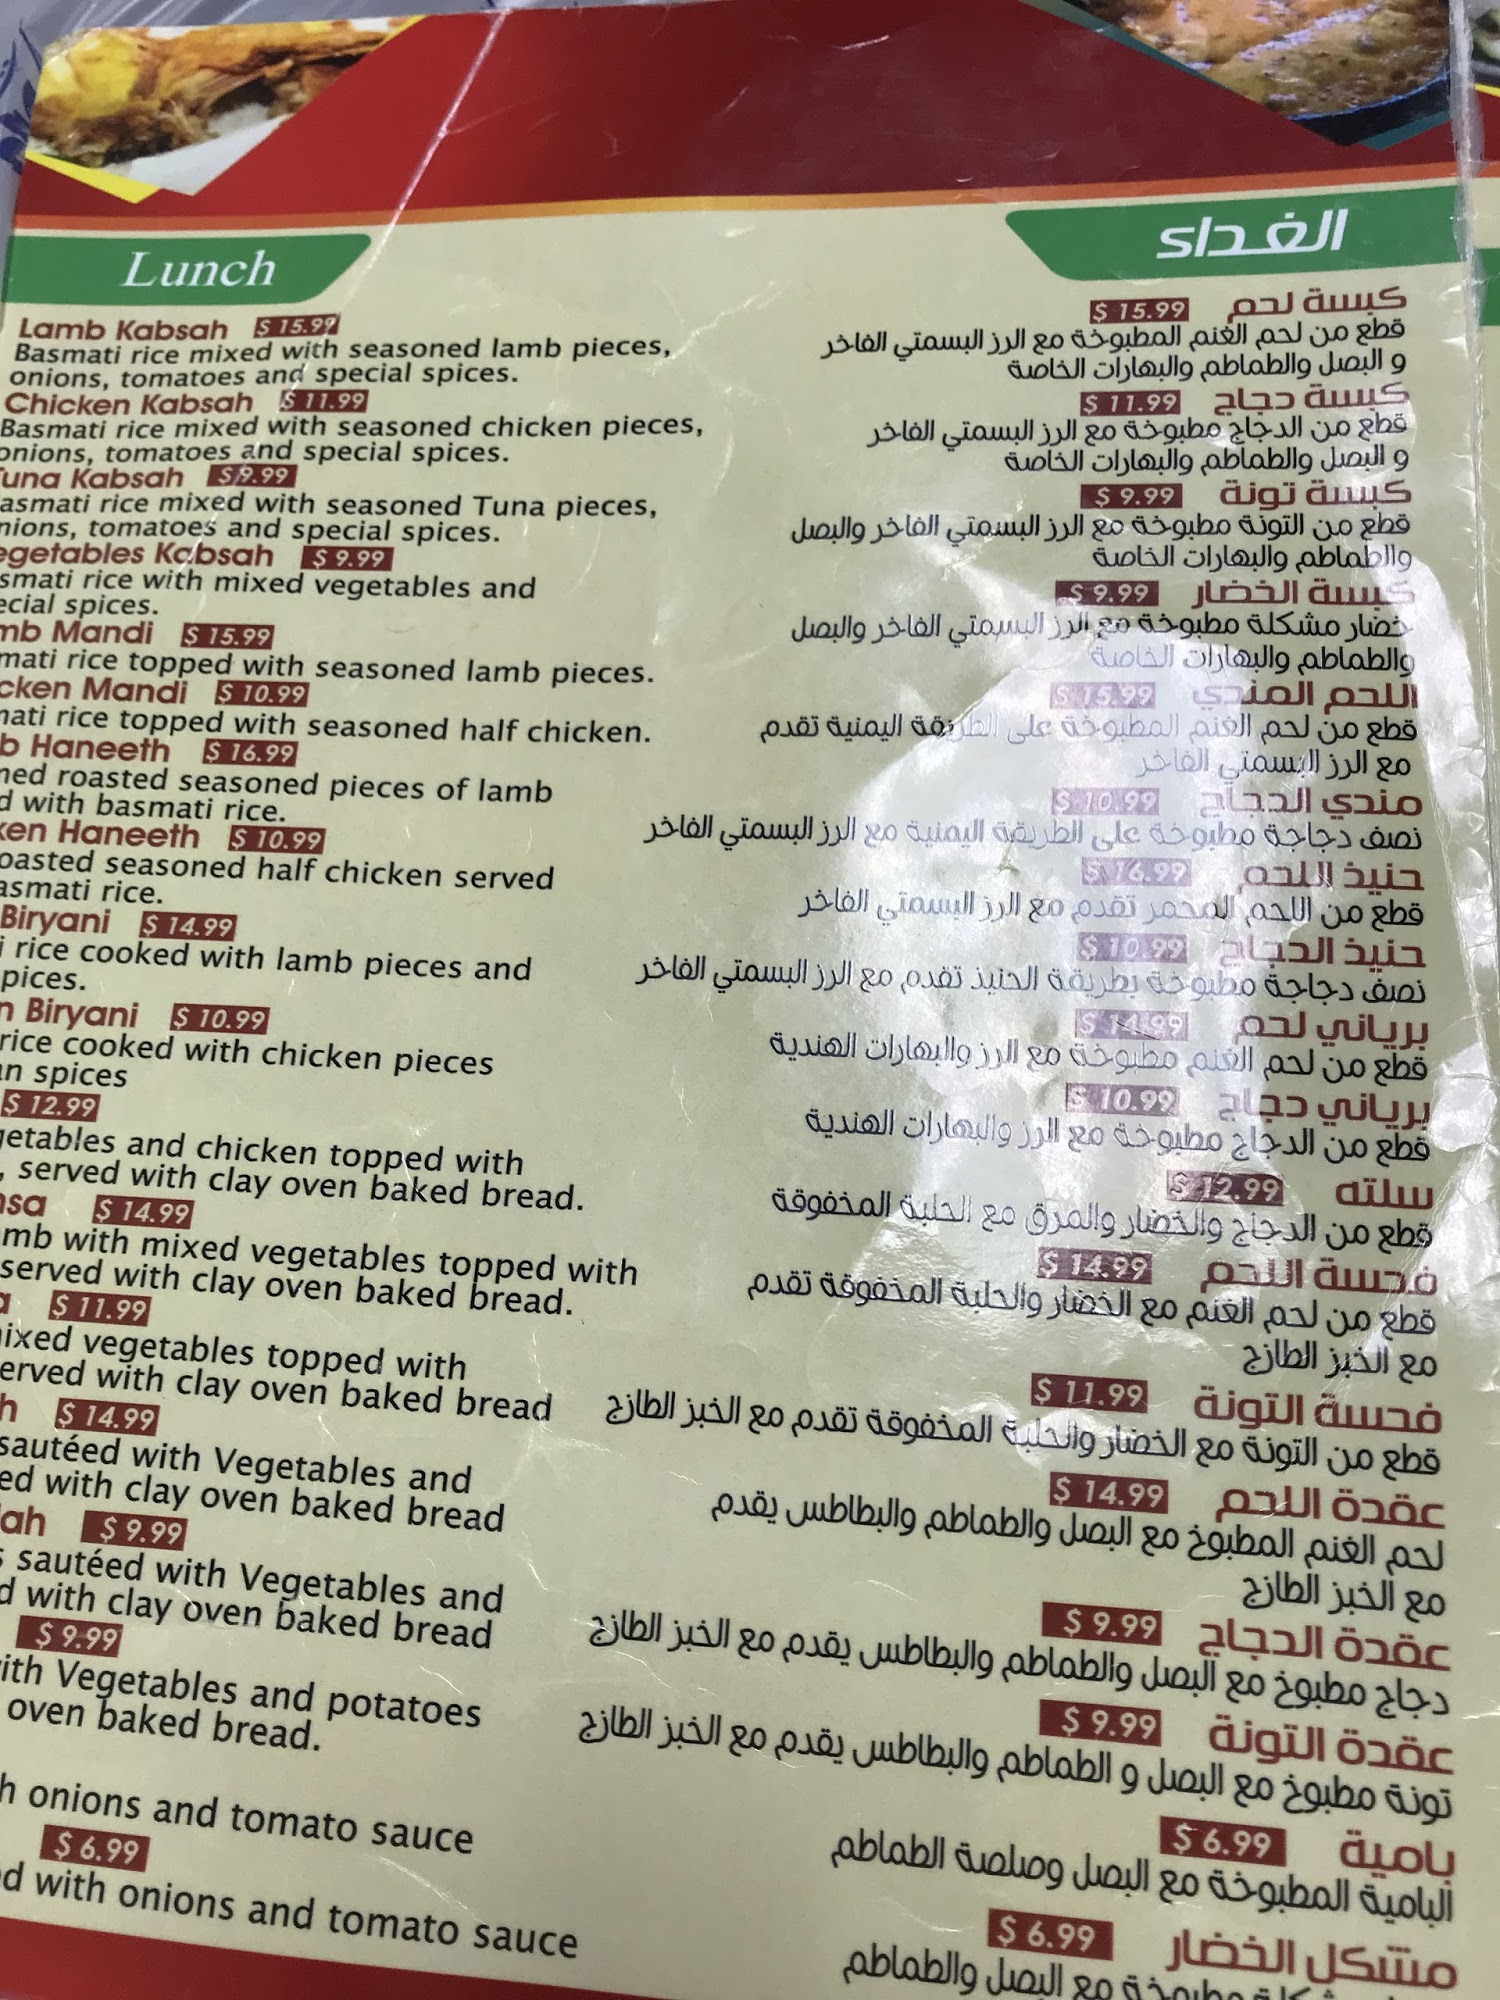 Lunch
Lamb Kabsah $ 15.99
Basmati rice mixed with seasoned lamb pieces,
onions, tomatoes and special spices.
Chicken Kabsah $ 11.99
Basmati rice mixed with seasoned chicken pieces,
onions, tomatoes and special spices.
Tuna Kabsah $9.99
asmati rice mixed with seasoned Tuna pieces,
nions, tomatoes and special spices.
egetables Kabsah $ 9.99
smati rice with mixed vegetables and
ecial spices.
mb Mandi $ 15.99
mati rice topped with seasoned lamb pieces.
cken Mandi $ 10.99
mati rice topped with seasoned half chicken.
b Haneeth $ 16.99
ned roasted seasoned pieces of lamb
d with basmati rice.
ken Haneeth $ 10.99
oasted seasoned half chicken served
asmati rice.
Biryani $ 14.99
i rice cooked with lamb pieces and
pices.
n Biryani $ 10.99
rice cooked with chicken pieces
an spices
$ 12.99
getables and chicken topped with
, served with clay oven baked bread.
nsa $ 14.99
mb with mixed vegetables topped with
served with clay oven baked bread.
a $ 11.99
ixed vegetables topped with
erved with clay oven baked bread
h $ 14.99
sautéed with Vegetables and
ed with clay oven baked bread
lah $ 9.99
s sautéed with Vegetables and
d with clay oven baked bread
$ 9.99
ith Vegetables and potatoes
oven baked bread.
h onions and tomato sauce
$ 6.99
d with onions and tomato sauce
الغداء
كبسة لحم $ 15.99
قطع من لحم الغنم المطبوخة مع الرز البسمتي الفاخر
و البصل والطماطم والبهارات الخاصة
كبسة دجاج $ 11.99
قطع من الدجاج مطبوخة مع الرز البسمتي الفاخر
و البصل والطماطم والبهارات الخاصة
كبسة تونة $ 9.99
قطع من التونة مطبوخة مع الرز البسمتي الفاخر والبصل
والطماطم والبهارات الخاصة
كبسة الخضار $ 9.99
خضار مشكلة مطبوخة مع الرز البسمتي الفاخر والبصل
والطماطم والبهارات الخاصة
اللحم المندي $ 15.99
قطع من لحم الغنم المطبوخة على الطريقة اليمنية تقدم
مع الرز البسمتي الفاخر
مندي الدجاج $ 10.99
نصف دجاجة مطبوخة على الطريقة اليمنية مع الرز البسمتي الفاخر
حنيذ اللحم $ 16.99
قطع من اللحم المحمر تقدم مع الرز البسمتي الفاخر
حنيذ الدجاج $ 10.99
نصف دجاجة مطبوخة بطريقة الحنيذ تقدم مع الرز البسمتي الفاخر
برياني لحم $ 14.99
قطع من لحم الغنم مطبوخة مع الرز والبهارات الهندية
برياني دجاج $ 10.99
قطع من الدجاج مطبوخة مع الرز والبهارات الهندية
سلته $ 12.99
قطع من الدجاج والخضار والمرق مع الحلبة المخفوقة
فحسة اللحم $ 14.99
قطع من لحم الغنم مع الخضار والحلبة المخفوقة تقدم
مع الخبز الطازج
فحسة التونة $ 11.99
قطع من التونة مع الخضار والحلبة المخفوقة تقدم مع الخبز الطازج
عقدة اللحم $ 14.99
لحم الغنم المطبوخ مع البصل والطماطم والبطاطس يقدم
مع الخبز الطازج
عقدة الدجاج $ 9.99
دجاج مطبوخ مع البصل والطماطم والبطاطس يقدم مع الخبز الطازج
عقدة التونة $ 9.99
تونة مطبوخ مع البصل و الطماطم والبطاطس يقدم مع الخبز الطازج
بامية $ 6.99
البامية المطبوخة مع البصل وصلصة الطماطم
مشكل الخضار $ 6.99
مع البصل والطماطم